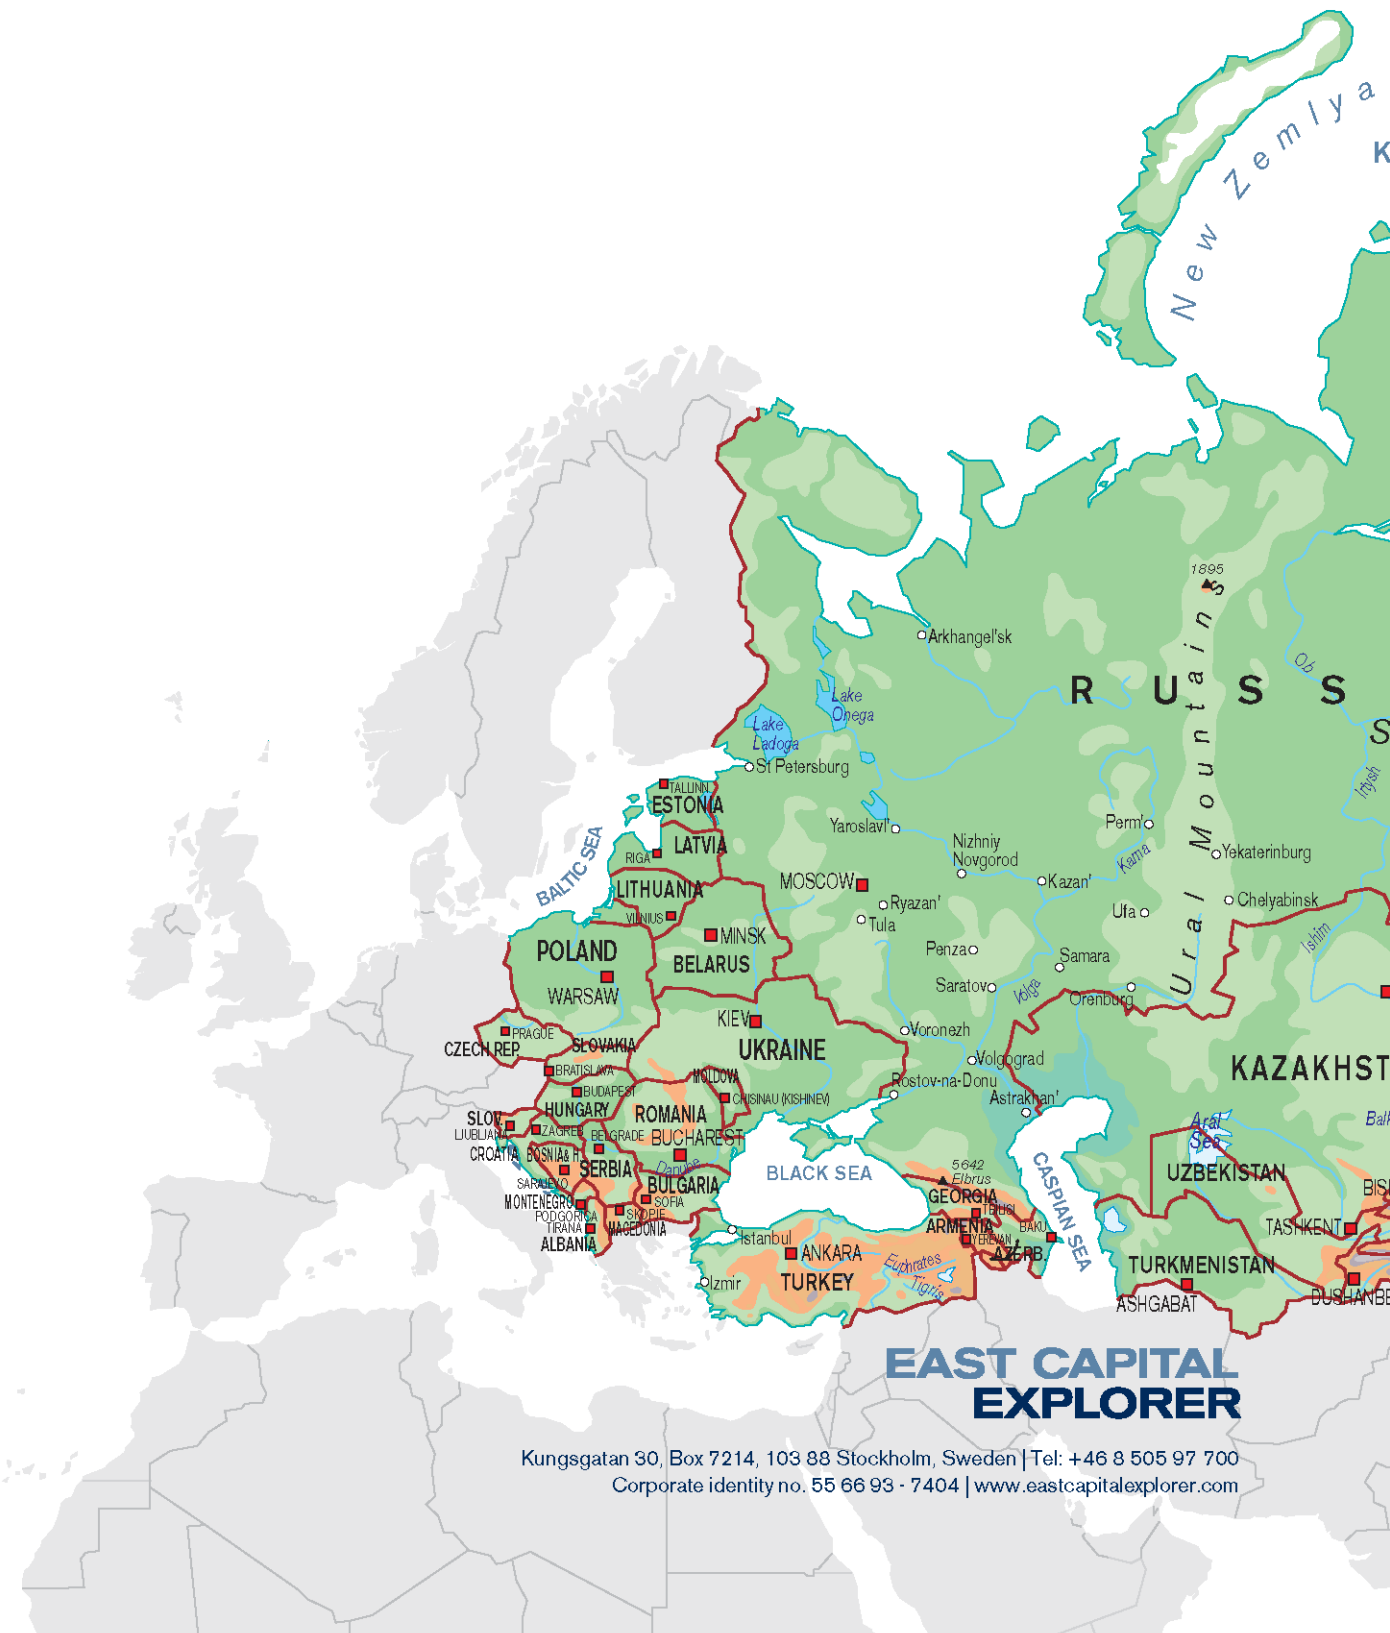 New Zemlya
K
1895
Arkhangel'sk
Ob
R U S S
Ural Mountains
S
Lake
Onega
Lake
Ladoga
St Petersburg
Irtysh
TALLINN
ESTONIA
Yaroslavl'
Perm'
Nizhniy
Novgorod
Kama
Yekaterinburg
BALTIC SEA
RIGA
LATVIA
MOSCOW
Kazan'
LITHUANIA
Ryazan'
Chelyabinsk
VILNIUS
Tula
Ufa
MINSK
Ishim
POLAND
Penza
BELARUS
Samara
WARSAW
Saratov
Volga
Orenburg
KIEV
Voronezh
PRAGUE
CZECH REP.
SLOVAKIA
UKRAINE
Volgograd
BRATISLAVA
MOLDOVA
KAZAKHST
Rostov-na-Donu
BUDAPEST
CHISINAU (KISHINEV)
Astrakhan'
HUNGARY
ROMANIA
SLOV.
Aral
Sea
Balk
LJUBLJANA
ZAGREB
BELGRADE
BUCHAREST
CROATIA
BOSNIA & H.
SERBIA
Danube
BLACK SEA
5642
Elbrus
CASPIAN SEA
UZBEKISTAN
SARAJEVO
BULGARIA
BISH
MONTENEGRO
SOFIA
GEORGIA
PODGORICA
SKOPJE
TBILISI
TIRANA
MACEDONIA
ARMENIA
BAKU
TASHKENT
ALBANIA
Istanbul
YEREVAN
ANKARA
AZERB.
Euphrates
TURKMENISTAN
Izmir
TURKEY
Tigris
ASHGABAT
DUSHANBE
EAST CAPITAL
EXPLORER
Kungsgatan 30, Box 7214, 103 88 Stockholm, Sweden | Tel: +46 8 505 97 700
Corporate identity no. 55 66 93 - 7404 | www.eastcapitalexplorer.com